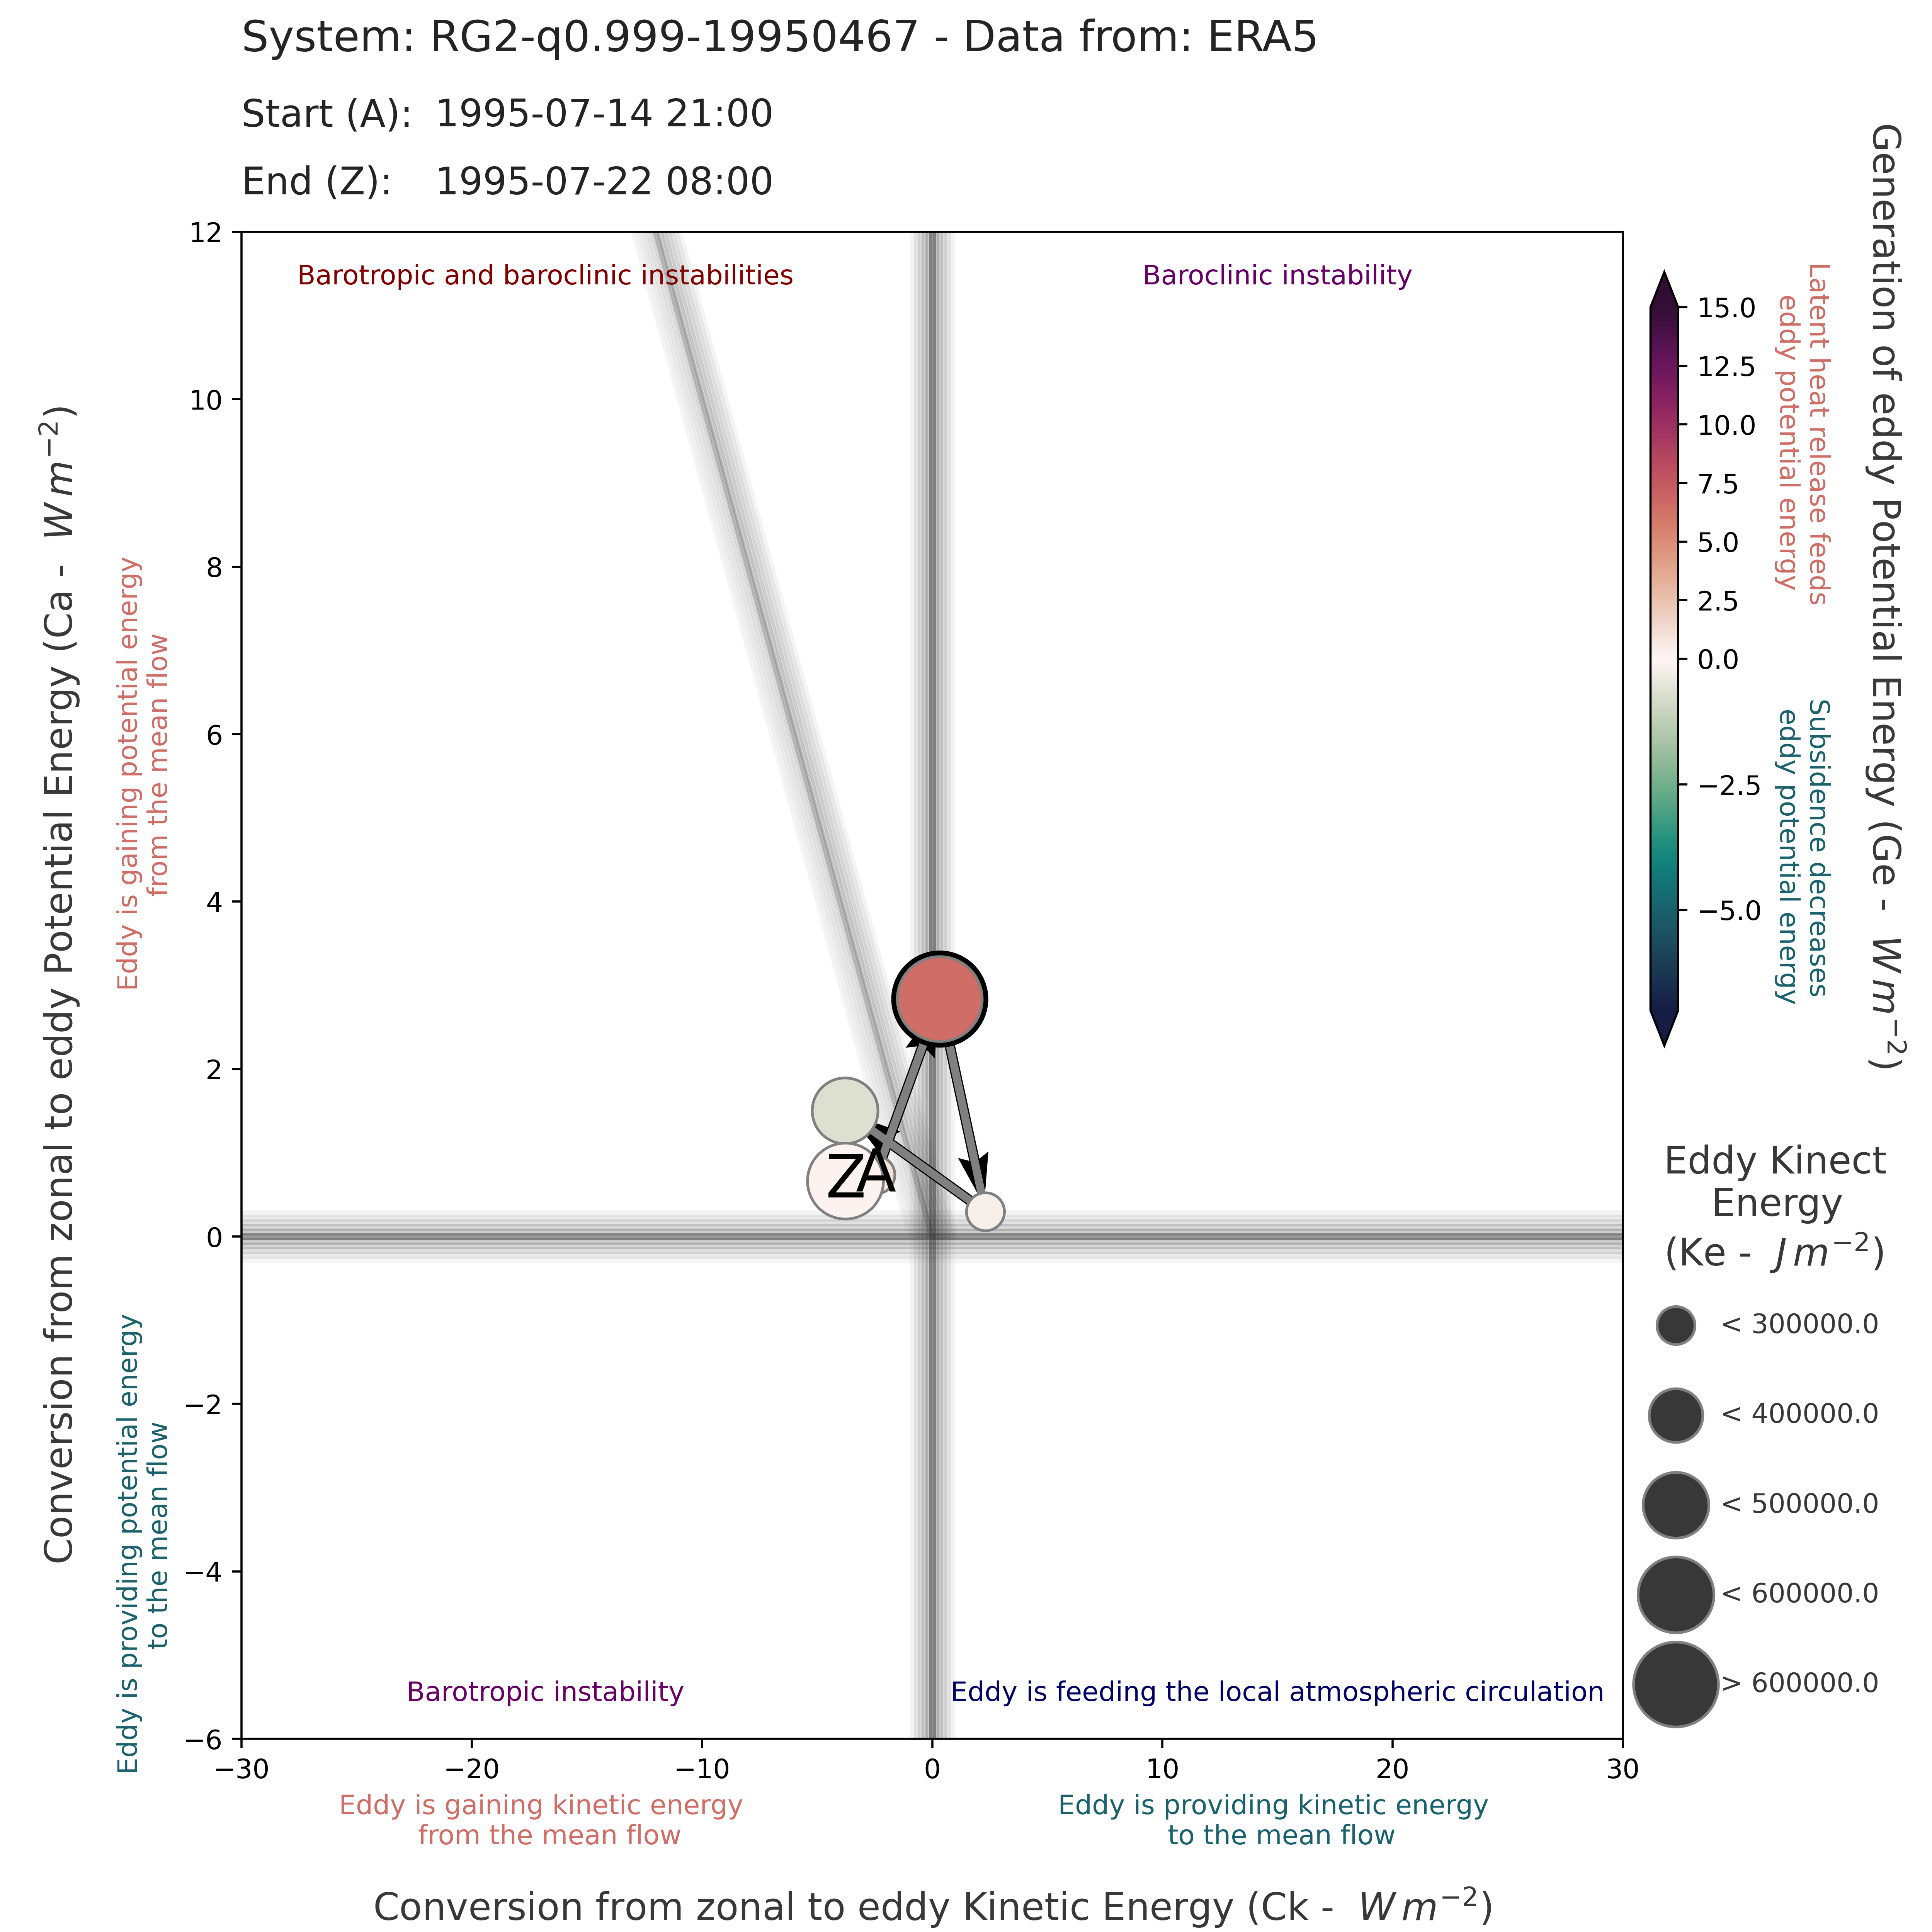 System: RG2-q0.999-19950467 - Data from: ERA5
Start (A): 1995-07-14 21:00
End (Z): 1995-07-22 08:00
Barotropic and baroclinic instabilities
Baroclinic instability
Barotropic instability
Eddy is feeding the local atmospheric circulation
Z
A
12
10
8
6
4
2
0
−2
−4
−6
−30
−20
−10
0
10
20
30
Conversion from zonal to eddy Potential Energy (Ca - W m⁻²)
Eddy is gaining potential energy
from the mean flow
Eddy is providing potential energy
to the mean flow
Eddy is gaining kinetic energy
from the mean flow
Eddy is providing kinetic energy
to the mean flow
Conversion from zonal to eddy Kinetic Energy (Ck - W m⁻²)
15.0
12.5
10.0
7.5
5.0
2.5
0.0
−2.5
−5.0
Latent heat release feeds
eddy potential energy
Subsidence decreases
eddy potential energy
Generation of eddy Potential Energy (Ge - W m⁻²)
Eddy Kinect
Energy
(Ke - J m⁻²)
< 300000.0
< 400000.0
< 500000.0
< 600000.0
> 600000.0